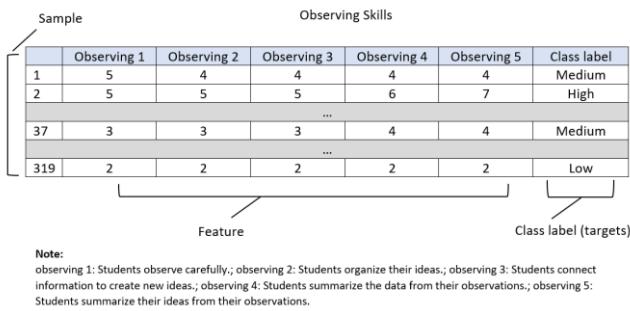 Sample
Observing Skills
Observing 1 Observing 2 Observing 3 Observing 4 Observing 5 Class label
1 5 4 4 4 4 Medium
2 5 5 5 6 7 High
...
37 3 3 3 4 4 Medium
...
319 2 2 2 2 2 Low
Feature
Class label (targets)
Note:
observing 1: Students observe carefully.; observing 2: Students organize their ideas.; observing 3: Students connect
information to create new ideas.; observing 4: Students summarize the data from their observations.; observing 5:
Students summarize their ideas from their observations.